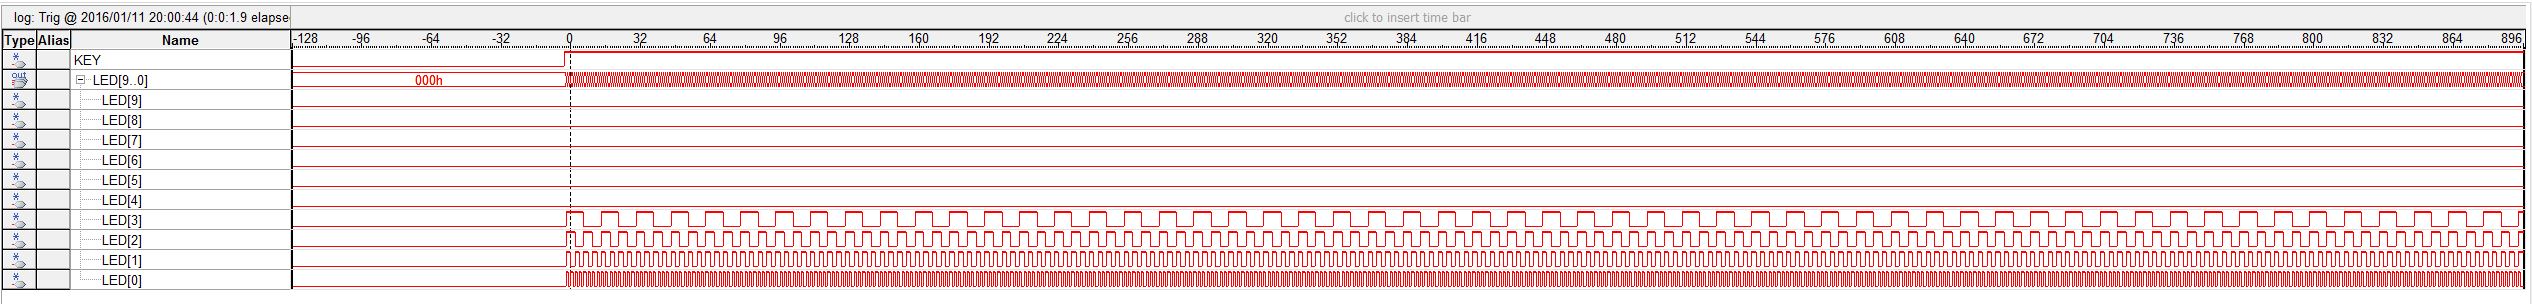 log: Trig @ 2016/01/11 20:00:44 (0:0:1.9 elapse
click to insert time bar
Type Alias Name -128 -96 -64 -32 0 32 64 96 128 160 192 224 256 288 320 352 384 416 448 480 512 544 576 608 640 672 704 736 768 800 832 864 896
KEY
out LED[9..0] 000h
LED[9]
LED[8]
LED[7]
LED[6]
LED[5]
LED[4]
LED[3]
LED[2]
LED[1]
LED[0]